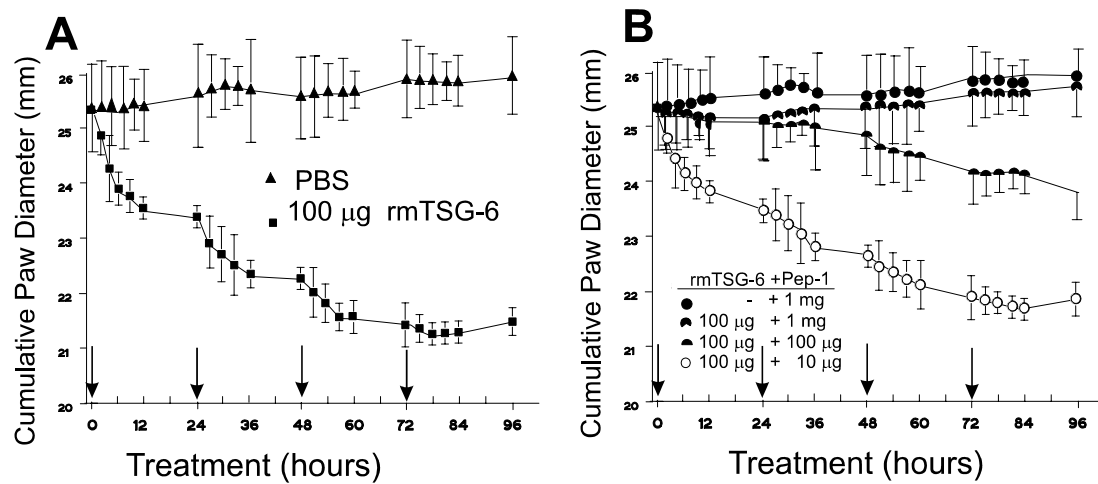 A
Cumulative Paw Diameter (mm)
26
25
24
23
22
21
20
PBS
100 μg rmTSG-6
0 12 24 36 48 60 72 84 96
Treatment (hours)
B
Cumulative Paw Diameter (mm)
26
25
24
23
22
21
20
rmTSG-6 +Pep-1
- + 1 mg
100 μg + 1 mg
100 μg + 100 μg
100 μg + 10 μg
0 12 24 36 48 60 72 84 96
Treatment (hours)